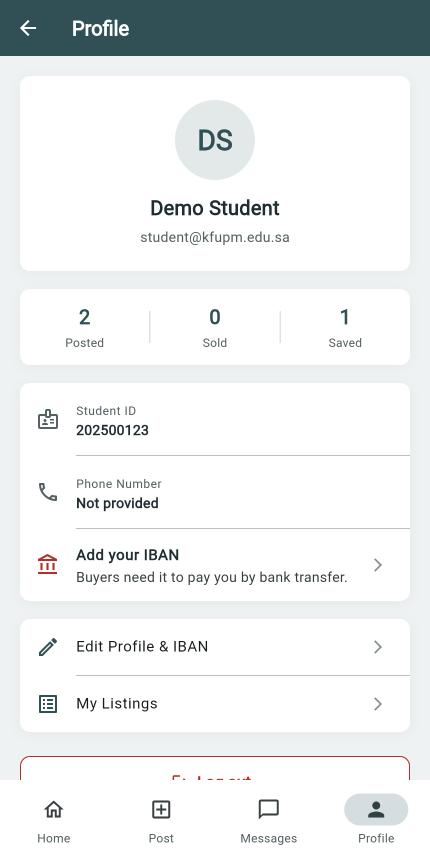 Profile
DS
Demo Student
student@kfupm.edu.sa
2
Posted
0
Sold
1
Saved
Student ID
202500123
Phone Number
Not provided
Add your IBAN
Buyers need it to pay you by bank transfer.
Edit Profile & IBAN
My Listings
Home
Post
Messages
Profile